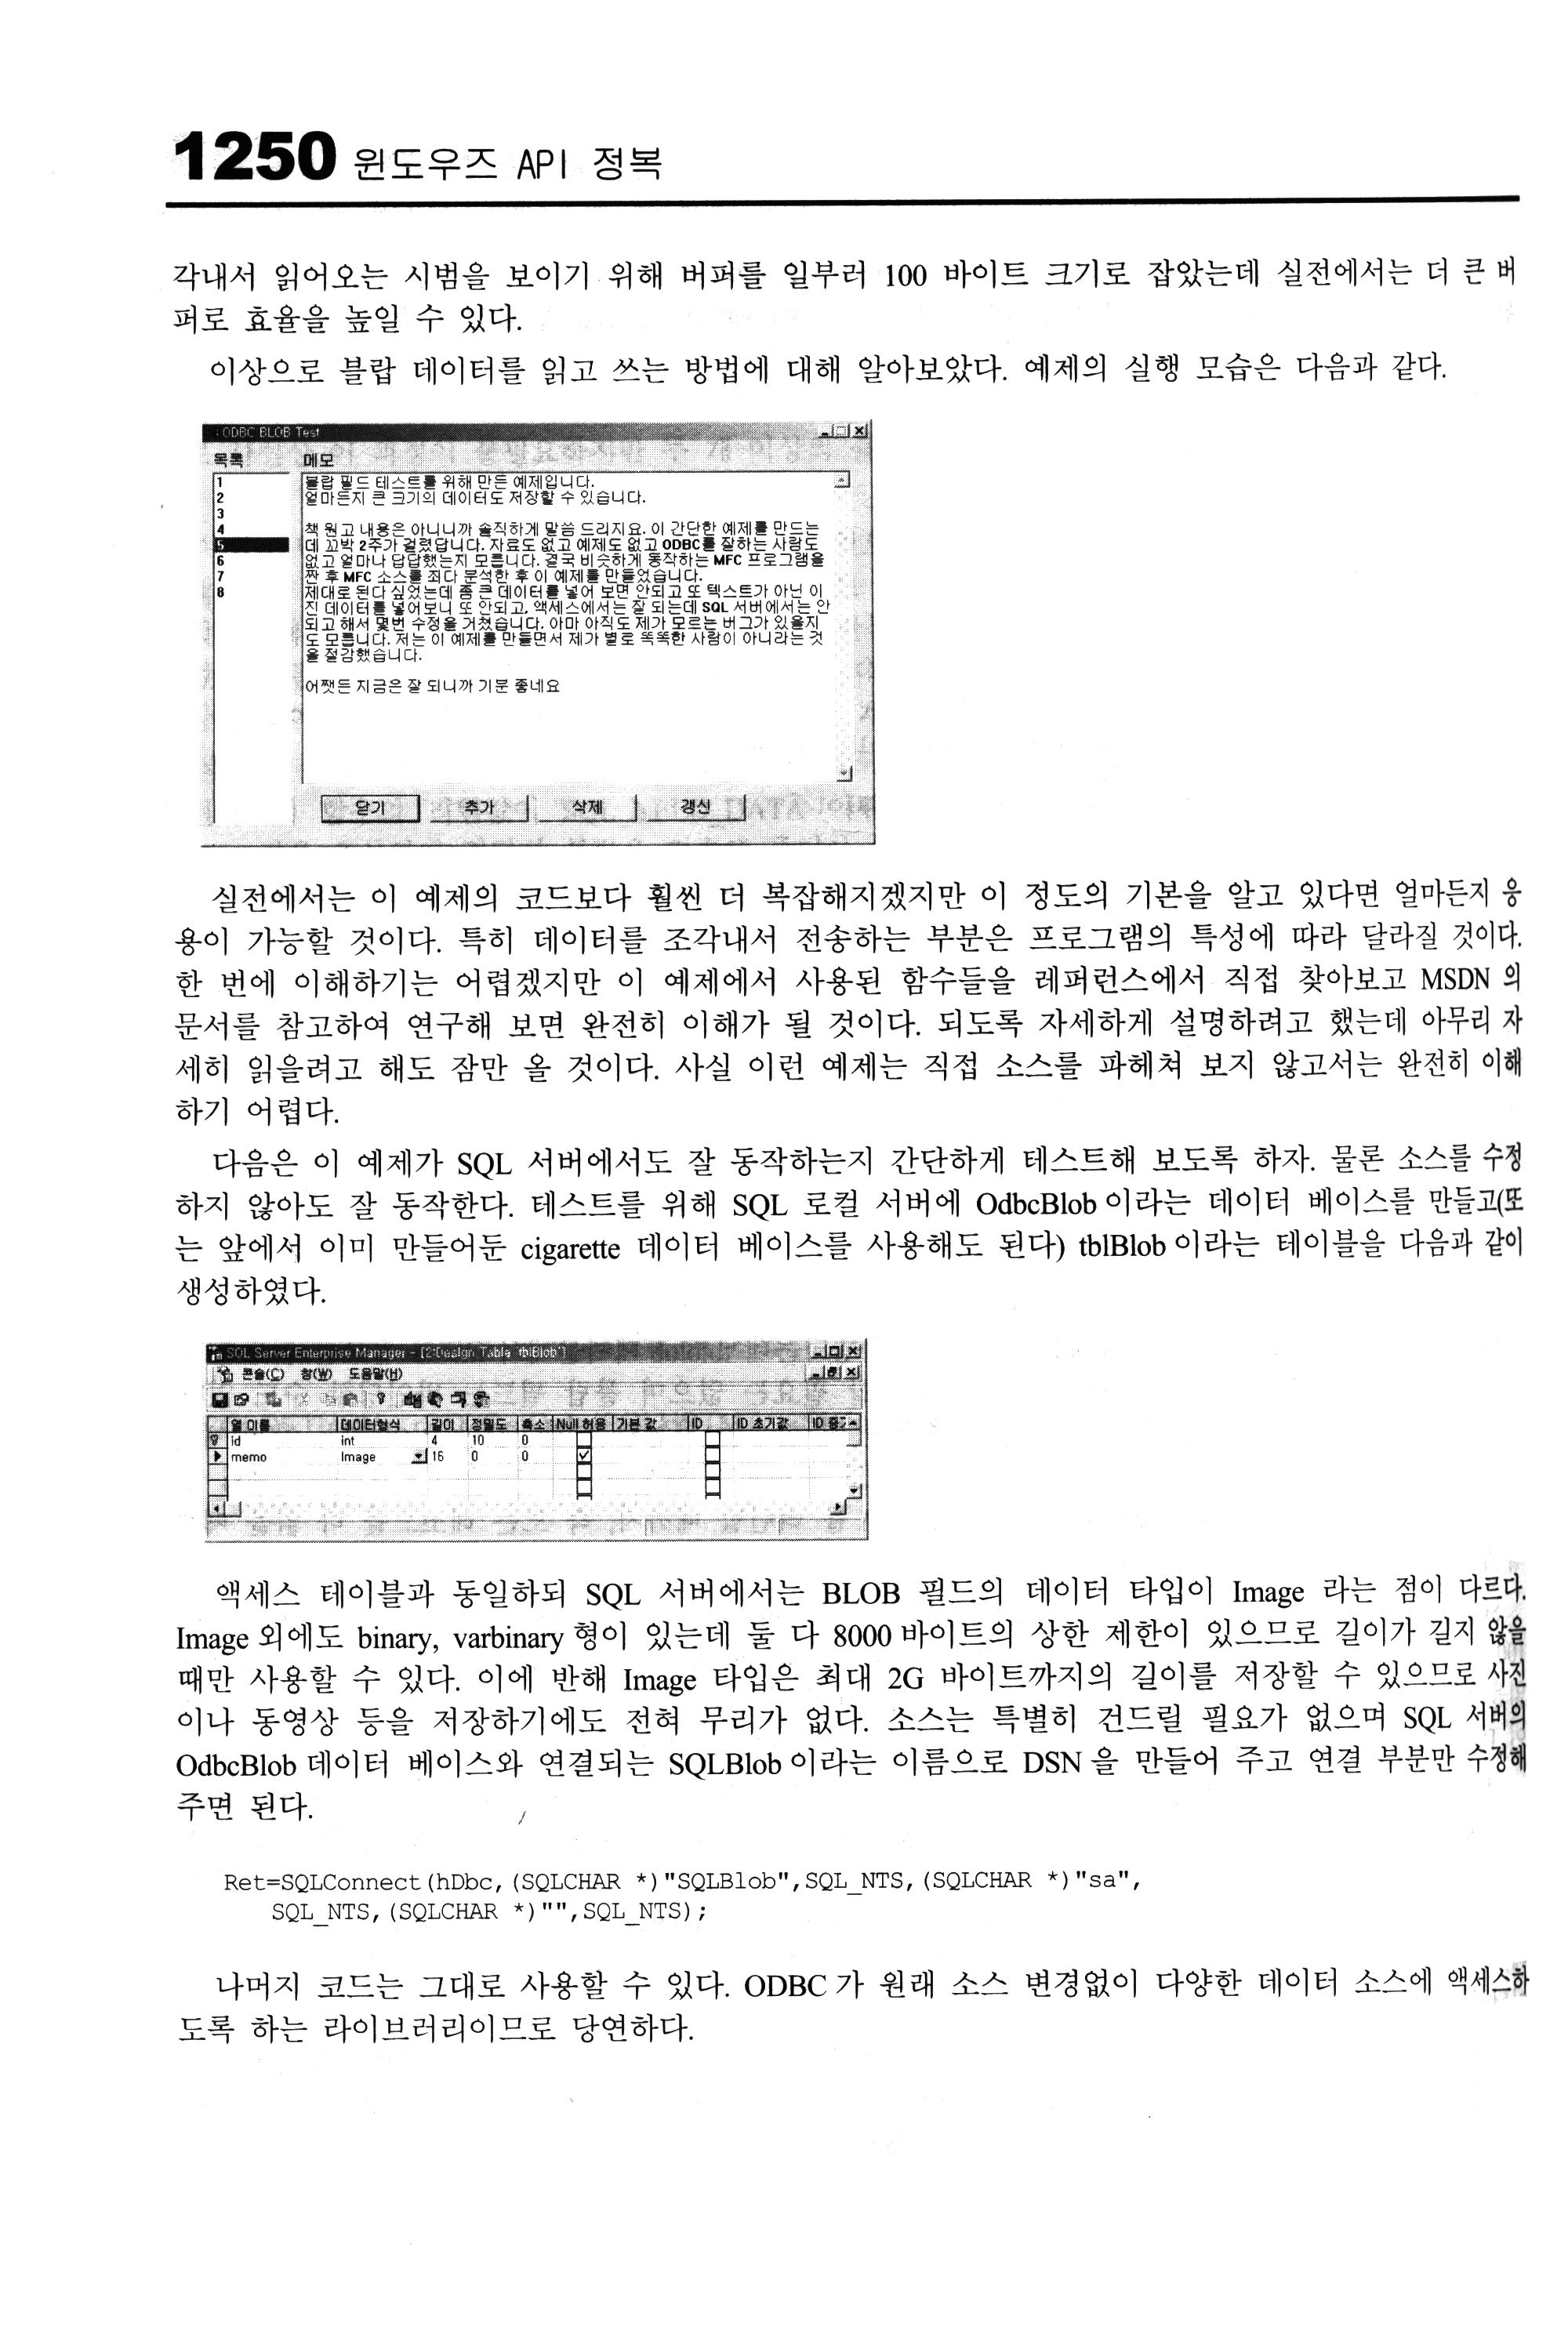 1250 윈도우즈 API 정복
각내서 읽어오는 시범을 보이기 위해 버퍼를 일부러 100 바이트 크기로 잡았는데 실전에서는 더 큰 버
퍼로 효율을 높일 수 있다.
이상으로 블랍 데이터를 읽고 쓰는 방법에 대해 알아보았다. 예제의 실행 모습은 다음과 같다.
ODBC BLOB Test
목록 메모
1
2
3
4
5
6
7
8
블랍 필드 테스트를 위해 만든 예제입니다.
얼마든지 큰 크기의 데이터도 저장할 수 있습니다.
책 원고 내용은 아니니까 솔직하게 말씀 드리지요. 이 간단한 예제를 만드는
데 꼬박 2주가 걸렸답니다. 자료도 없고 예제도 없고 ODBC를 잘하는 사람도
없고 얼마나 답답했는지 모릅니다. 결국 비슷하게 동작하는 MFC 프로그램을
짠 후 MFC 소스를 죄다 분석한 후 이 예제를 만들었습니다.
제대로 된다 싶었는데 좀 큰 데이터를 넣어 보면 안되고 또 텍스트가 아닌 이
진 데이터를 넣어보니 또 안되고, 액세스에서는 잘 되는데 SQL 서버에서는 안
되고 해서 몇번 수정을 거쳤습니다. 아마 아직도 제가 모르는 버그가 있을지
도 모릅니다. 저는 이 예제를 만들면서 제가 별로 똑똑한 사람이 아니라는 것
을 절감했습니다.
어쨋든 지금은 잘 되니까 기분 좋네요
닫기 추가 삭제 갱신
실전에서는 이 예제의 코드보다 훨씬 더 복잡해지겠지만 이 정도의 기본을 알고 있다면 얼마든지 응
용이 가능할 것이다. 특히 데이터를 조각내서 전송하는 부분은 프로그램의 특성에 따라 달라질 것이다.
한 번에 이해하기는 어렵겠지만 이 예제에서 사용된 함수들을 레퍼런스에서 직접 찾아보고 MSDN 의
문서를 참고하여 연구해 보면 완전히 이해가 될 것이다. 되도록 자세하게 설명하려고 했는데 아무리 자
세히 읽을려고 해도 잠만 올 것이다. 사실 이런 예제는 직접 소스를 파헤쳐 보지 않고서는 완전히 이해
하기 어렵다.
다음은 이 예제가 SQL 서버에서도 잘 동작하는지 간단하게 테스트해 보도록 하자. 물론 소스를 수정
하지 않아도 잘 동작한다. 테스트를 위해 SQL 로컬 서버에 OdbcBlob이라는 데이터 베이스를 만들고(또
는 앞에서 이미 만들어둔 cigarette 데이터 베이스를 사용해도 된다) tblBlob이라는 테이블을 다음과 같이
생성하였다.
SQL Server Enterprise Manager - [2:Design Table 'tblBlob']
콘솔(C) 창(W) 도움말(H)
열 이름 데이터형식 길이 정밀도 축소 Null 허용 기본 값 ID ID 초기값 ID 증가
id int 4 10 0
memo Image 16 0 0
액세스 테이블과 동일하되 SQL 서버에서는 BLOB 필드의 데이터 타입이 Image 라는 점이 다르다.
Image 외에도 binary, varbinary 형이 있는데 둘 다 8000 바이트의 상한 제한이 있으므로 길이가 길지 않을
때만 사용할 수 있다. 이에 반해 Image 타입은 최대 2G 바이트까지의 길이를 저장할 수 있으므로 사진
이나 동영상 등을 저장하기에도 전혀 무리가 없다. 소스는 특별히 건드릴 필요가 없으며 SQL 서버의
OdbcBlob 데이터 베이스와 연결되는 SQLBlob이라는 이름으로 DSN 을 만들어 주고 연결 부분만 수정해
주면 된다.
Ret=SQLConnect(hDbc,(SQLCHAR *)"SQLBlob",SQL_NTS,(SQLCHAR *)"sa",
SQL_NTS,(SQLCHAR *)"",SQL_NTS);
나머지 코드는 그대로 사용할 수 있다. ODBC 가 원래 소스 변경없이 다양한 데이터 소스에 액세스하
도록 하는 라이브러리이므로 당연하다.